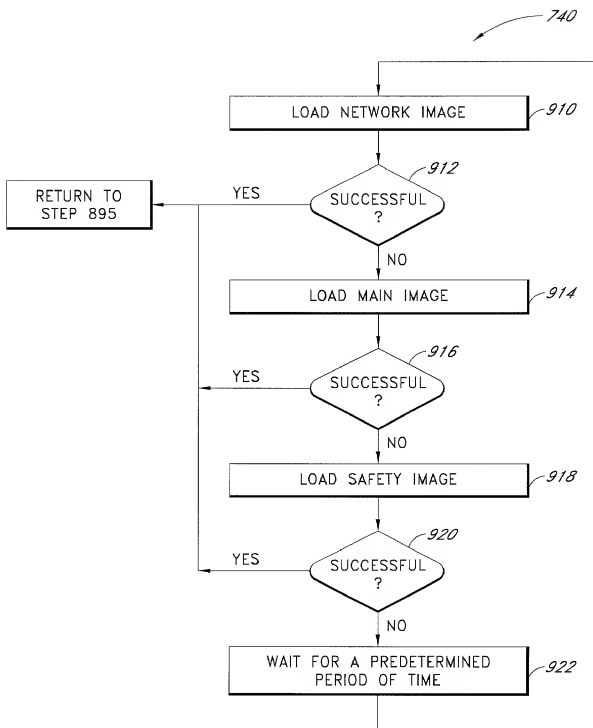 740
LOAD NETWORK IMAGE
910
912
YES
SUCCESSFUL
?
RETURN TO
STEP 895
NO
LOAD MAIN IMAGE
914
916
YES
SUCCESSFUL
?
NO
LOAD SAFETY IMAGE
918
920
YES
SUCCESSFUL
?
NO
WAIT FOR A PREDETERMINED
PERIOD OF TIME
922